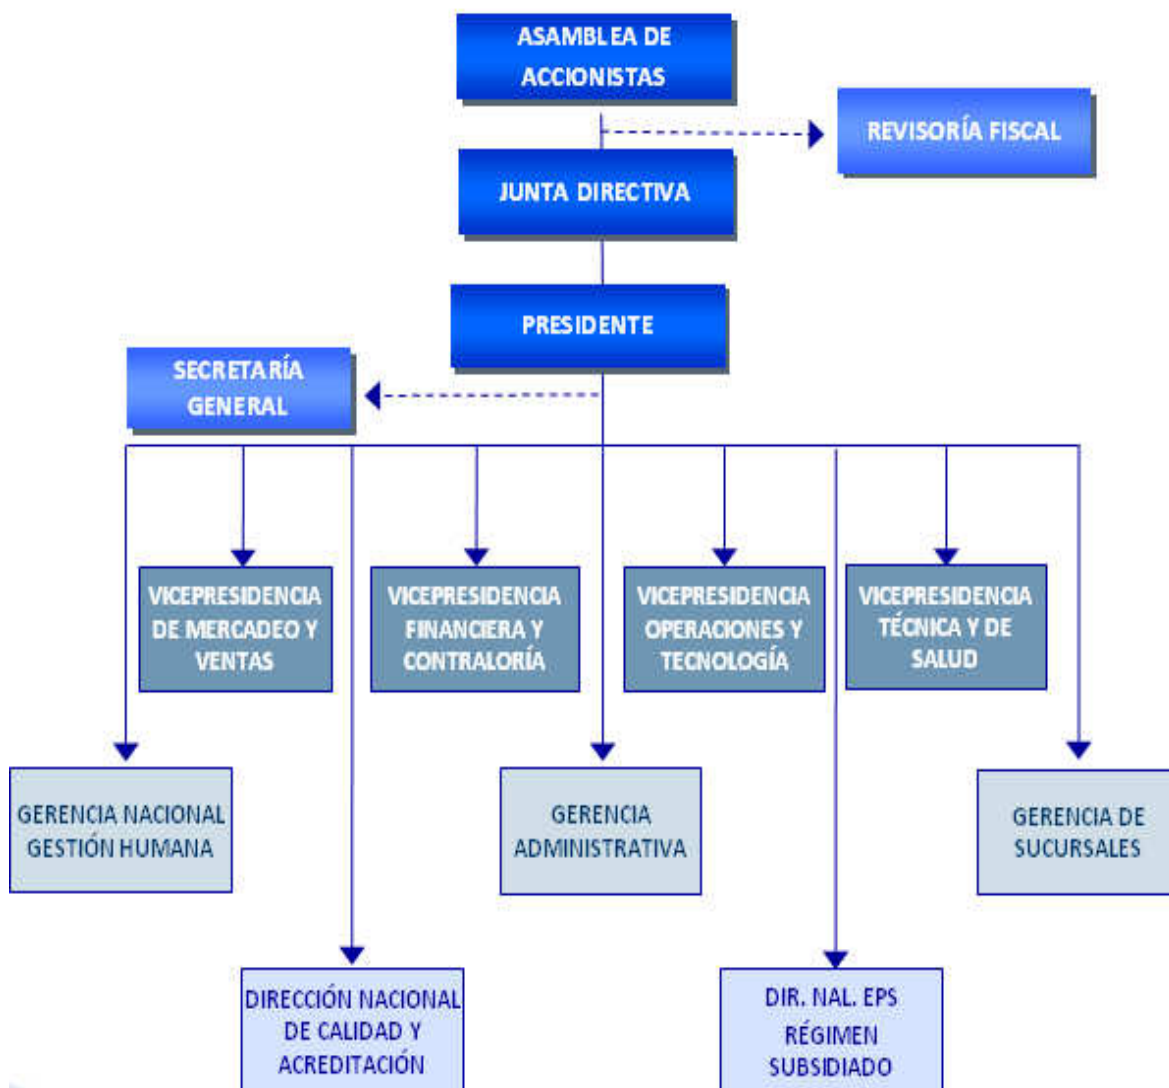 ASAMBLEA DE
ACCIONISTAS
REVISORÍA FISCAL
JUNTA DIRECTIVA
PRESIDENTE
SECRETARÍA
GENERAL
VICEPRESIDENCIA
DE MERCADEO Y
VENTAS
VICEPRESIDENCIA
FINANCIERA Y
CONTRALORÍA
VICEPRESIDENCIA
OPERACIONES Y
TECNOLOGÍA
VICEPRESIDENCIA
TÉCNICA Y DE
SALUD
GERENCIA NACIONAL
GESTIÓN HUMANA
GERENCIA
ADMINISTRATIVA
GERENCIA DE
SUCURSALES
DIRECCIÓN NACIONAL
DE CALIDAD Y
ACREDITACIÓN
DIR. NAL. EPS
RÉGIMEN
SUBSIDIADO